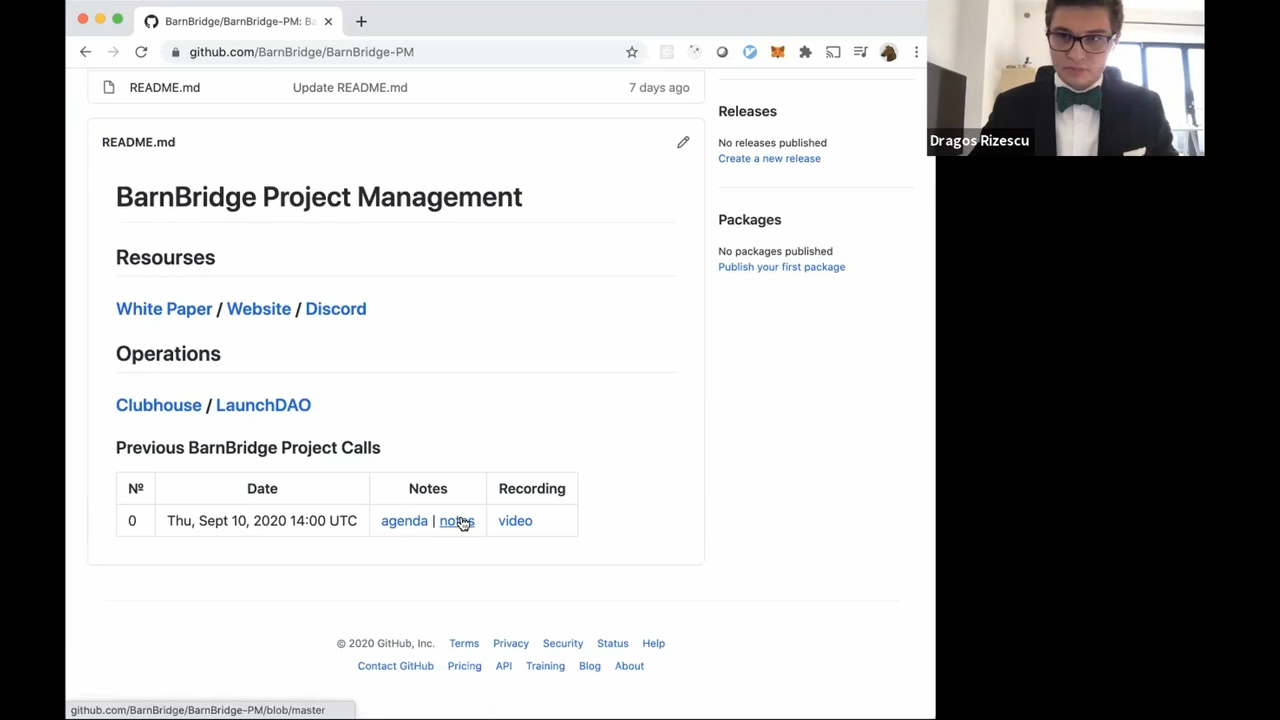 BarnBridge/BarnBridge-PM: Ba
github.com/BarnBridge/BarnBridge-PM
README.md Update README.md 7 days ago
README.md
BarnBridge Project Management
Resourses
White Paper / Website / Discord
Operations
Clubhouse / LaunchDAO
Previous BarnBridge Project Calls
Nº Date Notes Recording
0 Thu, Sept 10, 2020 14:00 UTC agenda | notes video
Releases
No releases published
Create a new release
Packages
No packages published
Publish your first package
Dragos Rizescu
© 2020 GitHub, Inc. Terms Privacy Security Status Help
Contact GitHub Pricing API Training Blog About
github.com/BarnBridge/BarnBridge-PM/blob/master